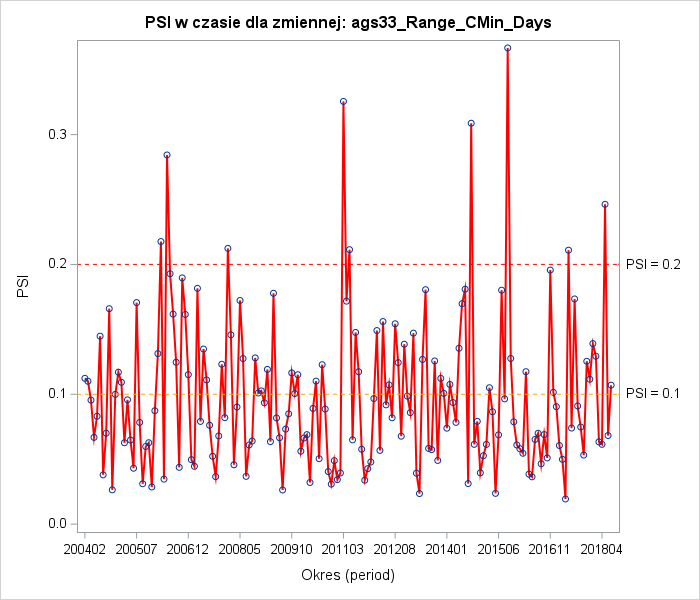 PSI w czasie dla zmiennej: ags33_Range_CMin_Days
PSI
0.3
0.2
0.1
0.0
PSI = 0.2
PSI = 0.1
200402 200507 200612 200805 200910 201103 201208 201401 201506 201611 201804
Okres (period)